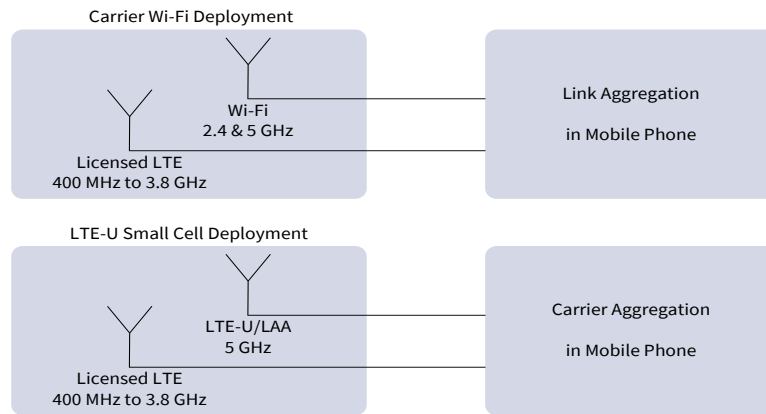 Carrier Wi-Fi Deployment
Wi-Fi
2.4 & 5 GHz
Licensed LTE
400 MHz to 3.8 GHz
Link Aggregation
in Mobile Phone
LTE-U Small Cell Deployment
LTE-U/LAA
5 GHz
Licensed LTE
400 MHz to 3.8 GHz
Carrier Aggregation
in Mobile Phone